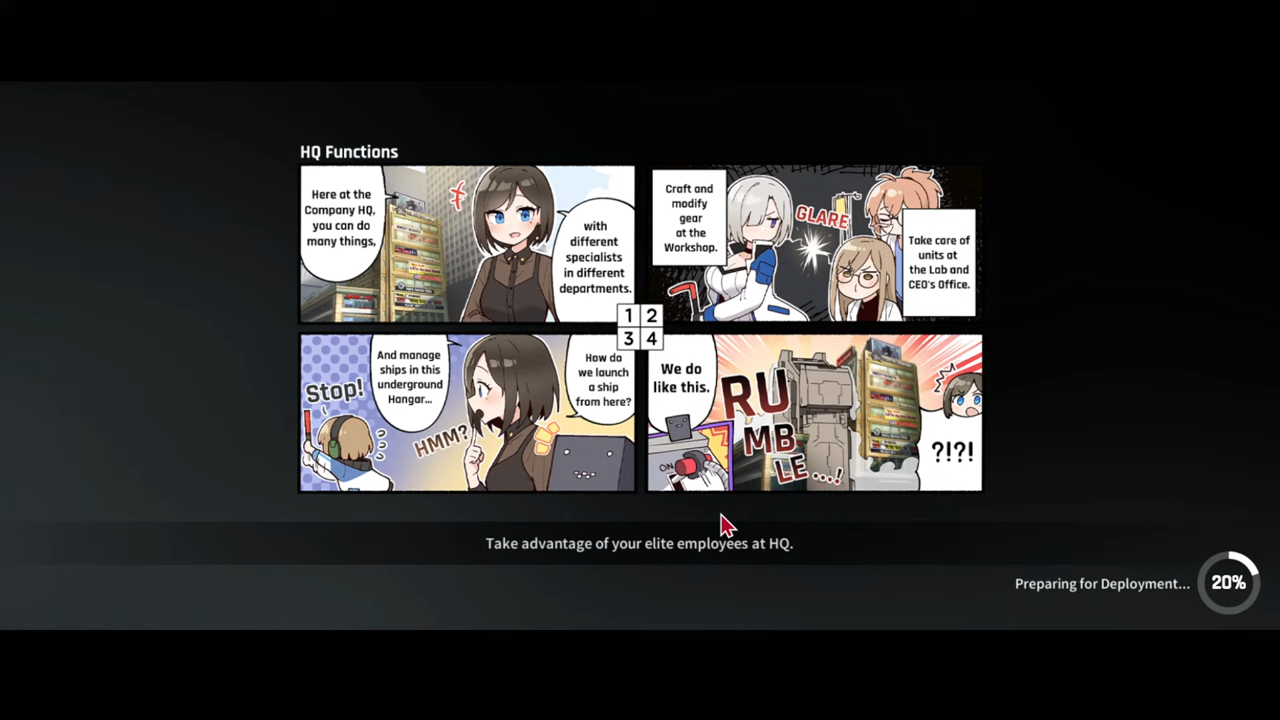 HQ Functions
Here at the
Company HQ,
you can do
many things,
with
different
specialists
in different
departments.
Craft and
modify
gear
at the
Workshop.
GLARE
Take care of
units at
the Lab and
CEO's Office.
1 2
3 4
Stop!
And manage
ships in this
underground
Hangar...
HMM?
How do
we launch
a ship
from here?
We do
like this.
ON
RU
MB
LE...!
?!?!
Take advantage of your elite employees at HQ.
Preparing for Deployment...
20%